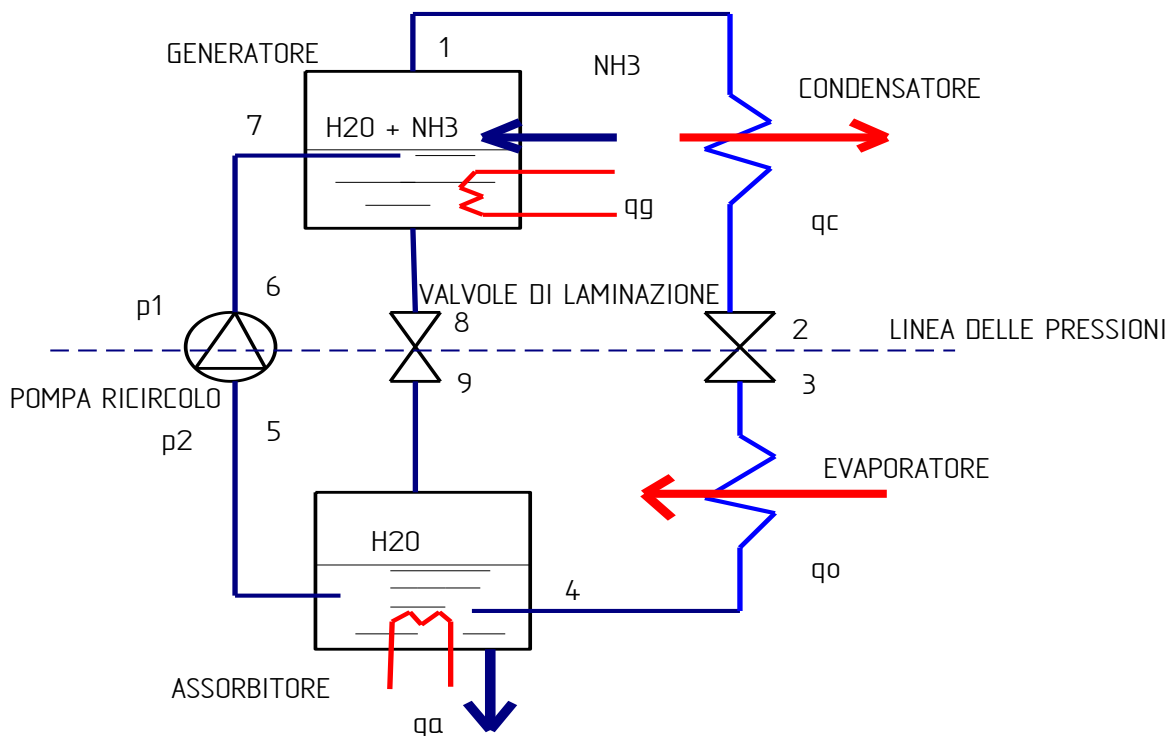 1
GENERATORE
NH3
CONDENSATORE
7
H2O + NH3
qg
qc
6
p1
VALVOLE DI LAMINAZIONE
8
2
LINEA DELLE PRESSIONI
9
3
POMPA RICIRCOLO
p2
5
EVAPORATORE
H2O
qo
4
ASSORBITORE
qa